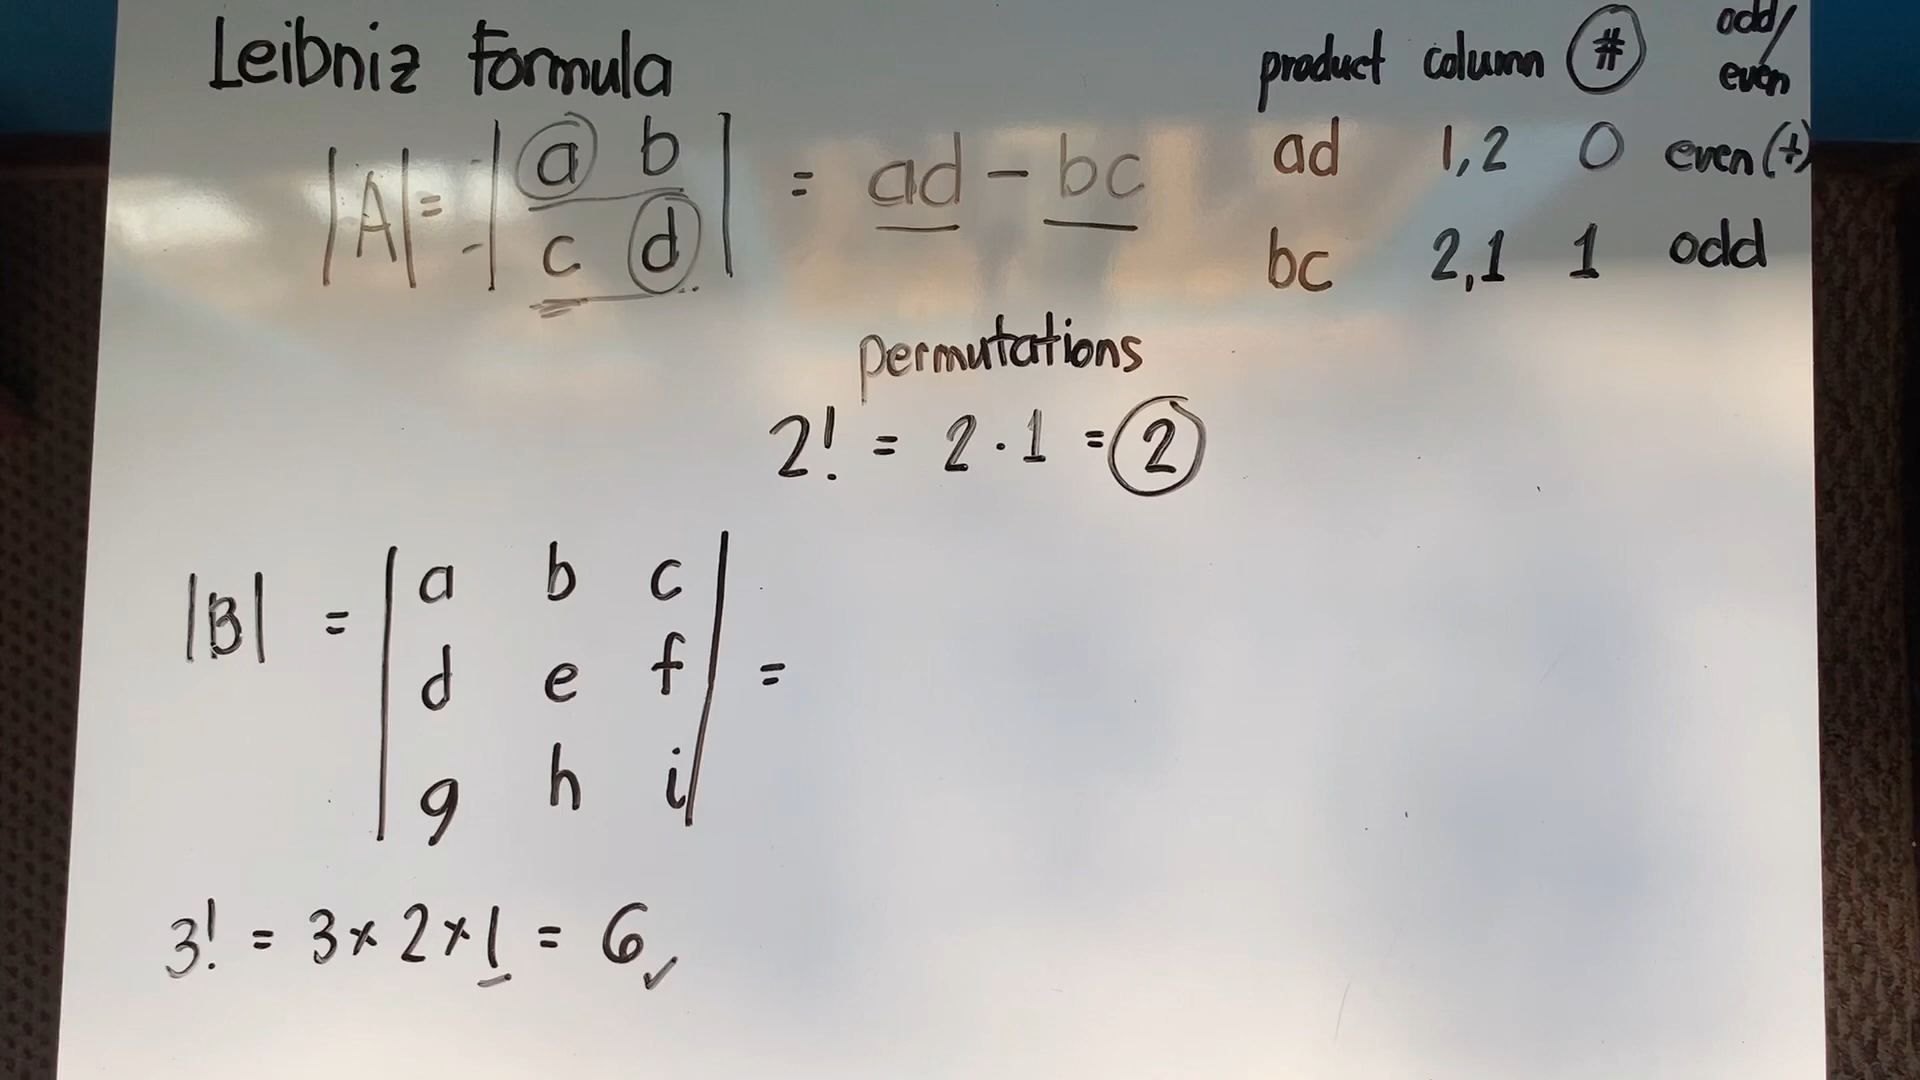 Leibniz Formula
|A| = | a b | = ad - bc
c d
product column # odd/even
ad 1,2 0 even (+)
bc 2,1 1 odd
permutations
2! = 2 · 1 = 2
|B| = | a b c | =
d e f
g h i
3! = 3 × 2 × 1 = 6 ✓